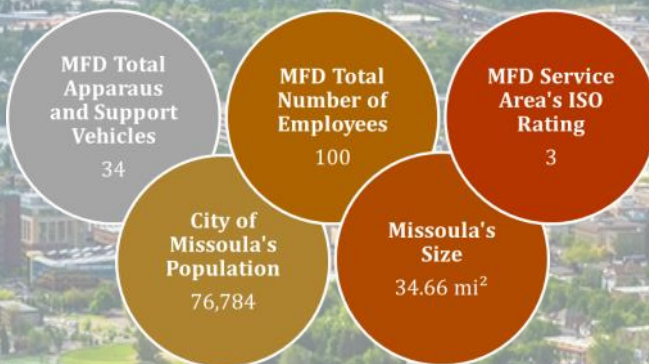 MFD Total
Apparaus
and Support
Vehicles
34
MFD Total
Number of
Employees
100
MFD Service
Area's ISO
Rating
3
City of
Missoula's
Population
76,784
Missoula's
Size
34.66 mi²